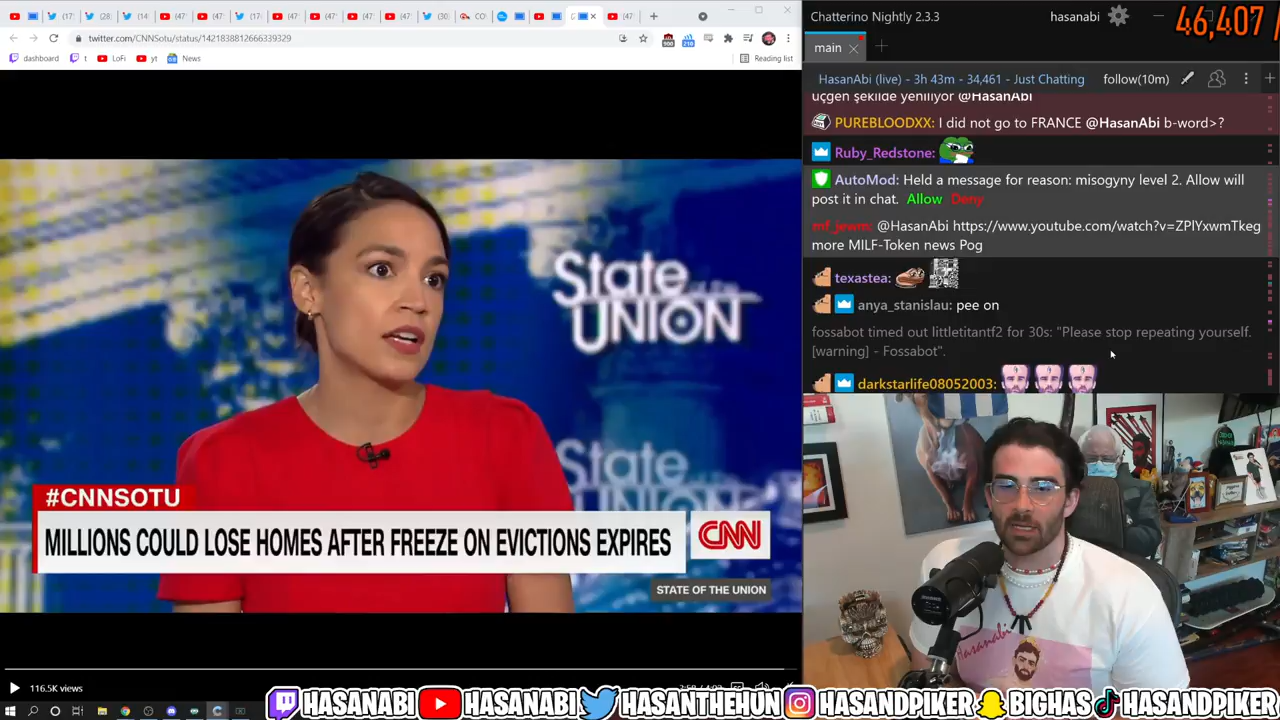 twitter.com/CNNSotu/status/1421838812666339329
dashboard
t
LoFi
yt
News
Reading list
State of the
UNION
State
#CNNSOTU
MILLIONS COULD LOSE HOMES AFTER FREEZE ON EVICTIONS EXPIRES
CNN
STATE OF THE UNION
116.5K views
Chatterino Nightly 2.3.3
hasanabi
46,407 /
main
HasanAbi (live) - 3h 43m - 34,461 - Just Chatting
follow(10m)
üçgen şekilde yeniliyor @HasanAbi
PUREBLOODXX: I did not go to FRANCE @HasanAbi b-word>?
Ruby_Redstone:
AutoMod: Held a message for reason: misogyny level 2. Allow will
post it in chat. Allow Deny
mf_jewm: @HasanAbi https://www.youtube.com/watch?v=ZPlYxwmTkeg
more MILF-Token news Pog
texastea:
anya_stanislau: pee on
fossabot timed out littletitantf2 for 30s: "Please stop repeating yourself.
[warning] - Fossabot".
darkstarlife08052003:
Hasanabi
HASANABI
HASANABI
HASANTHEHUN
HASANDPIKER
BIGHAS
HASANDPIKER